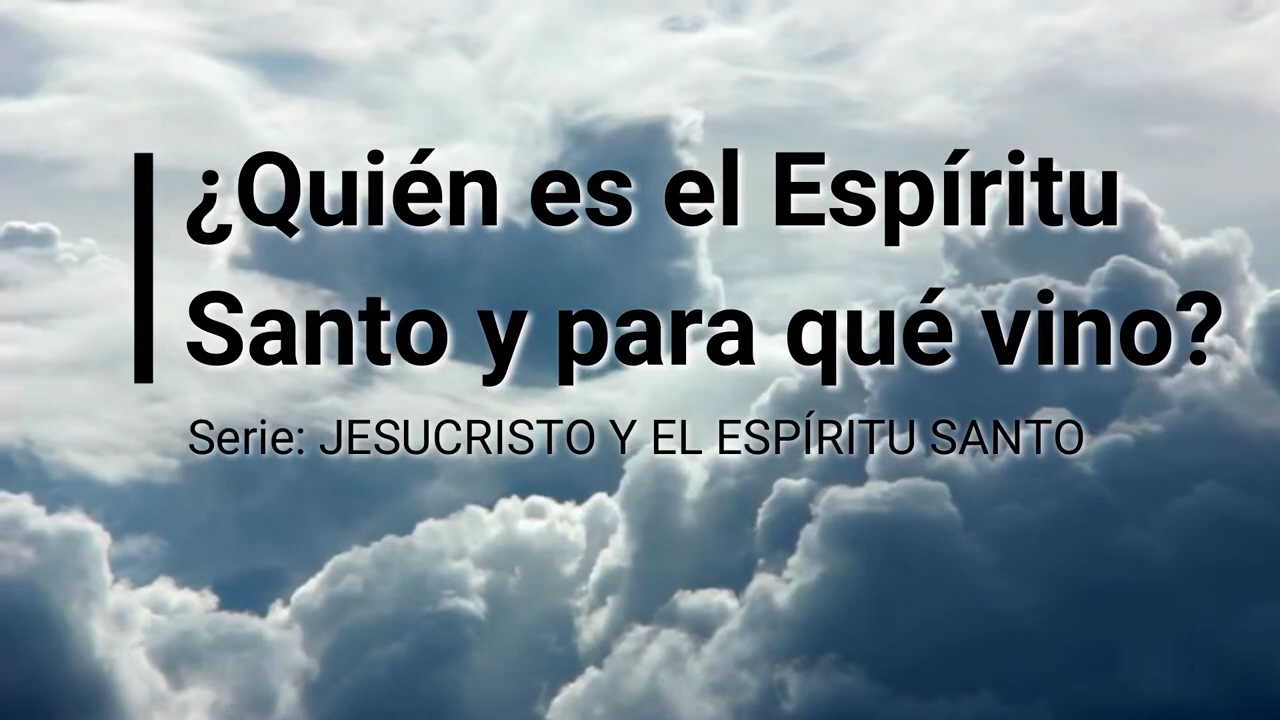 ¿Quién es el Espíritu
Santo y para qué vino?
Serie: JESUCRISTO Y EL ESPÍRITU SANTO